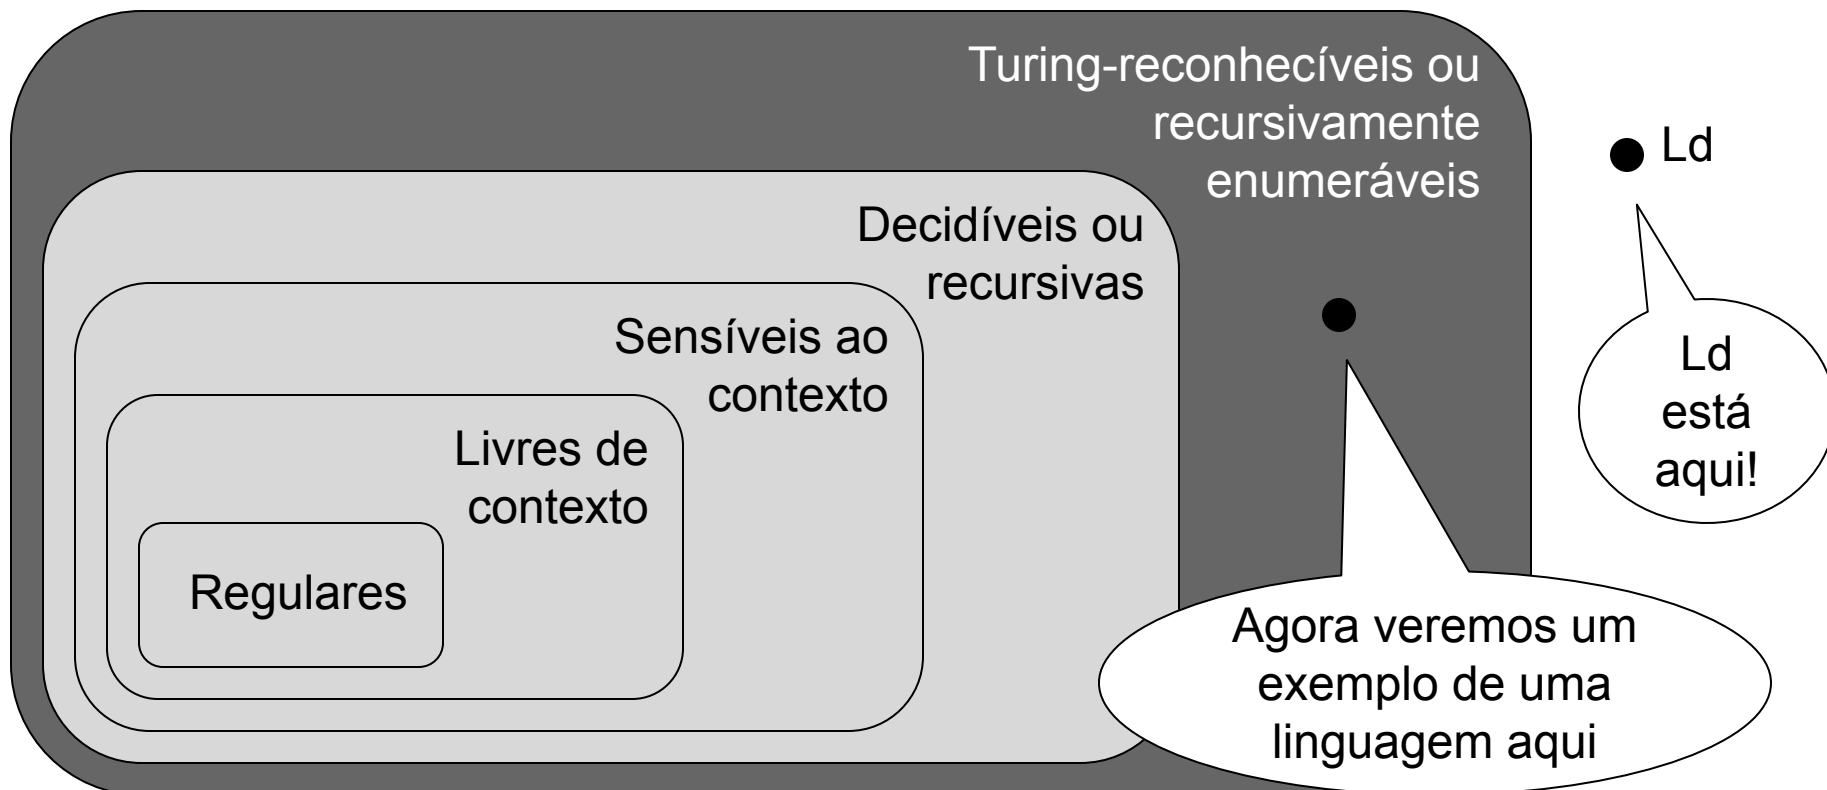 Turing-reconhecíveis ou
recursivamente
enumeráveis
Ld
Decidíveis ou
recursivas
Sensíveis ao
contexto
Ld
está
aqui!
Livres de
contexto
Regulares
Agora veremos um
exemplo de uma
linguagem aqui